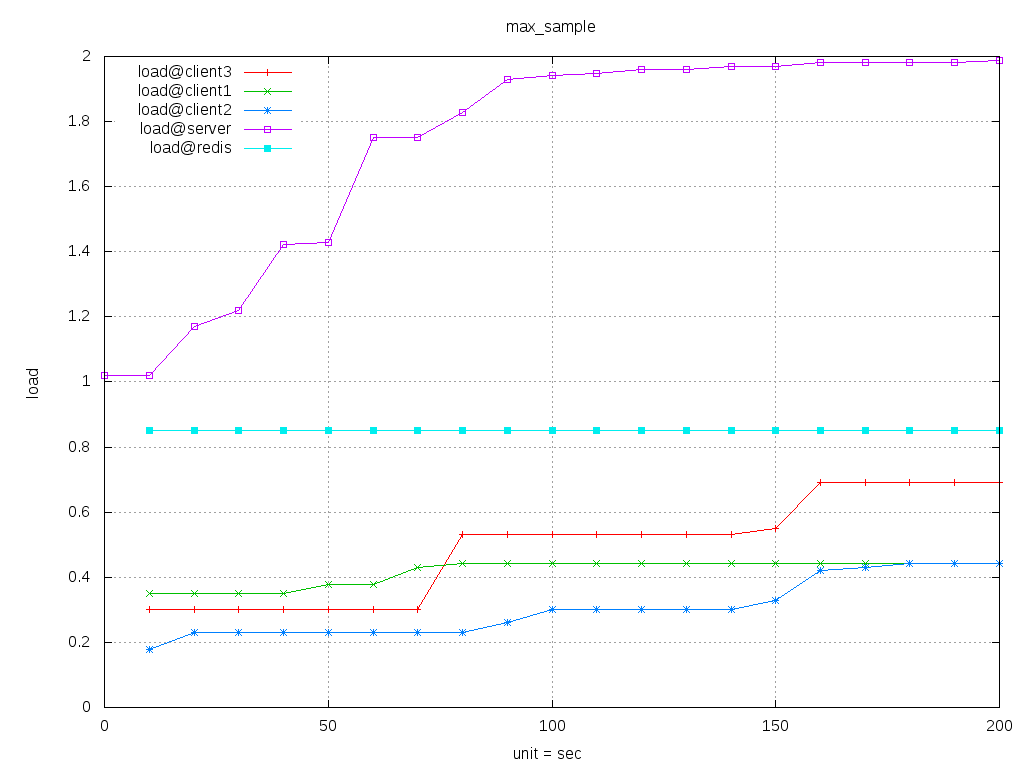 max_sample
load@client3
load@client1
load@client2
load@server
load@redis
load
2
1.8
1.6
1.4
1.2
1
0.8
0.6
0.4
0.2
0
0 50 100 150 200
unit = sec